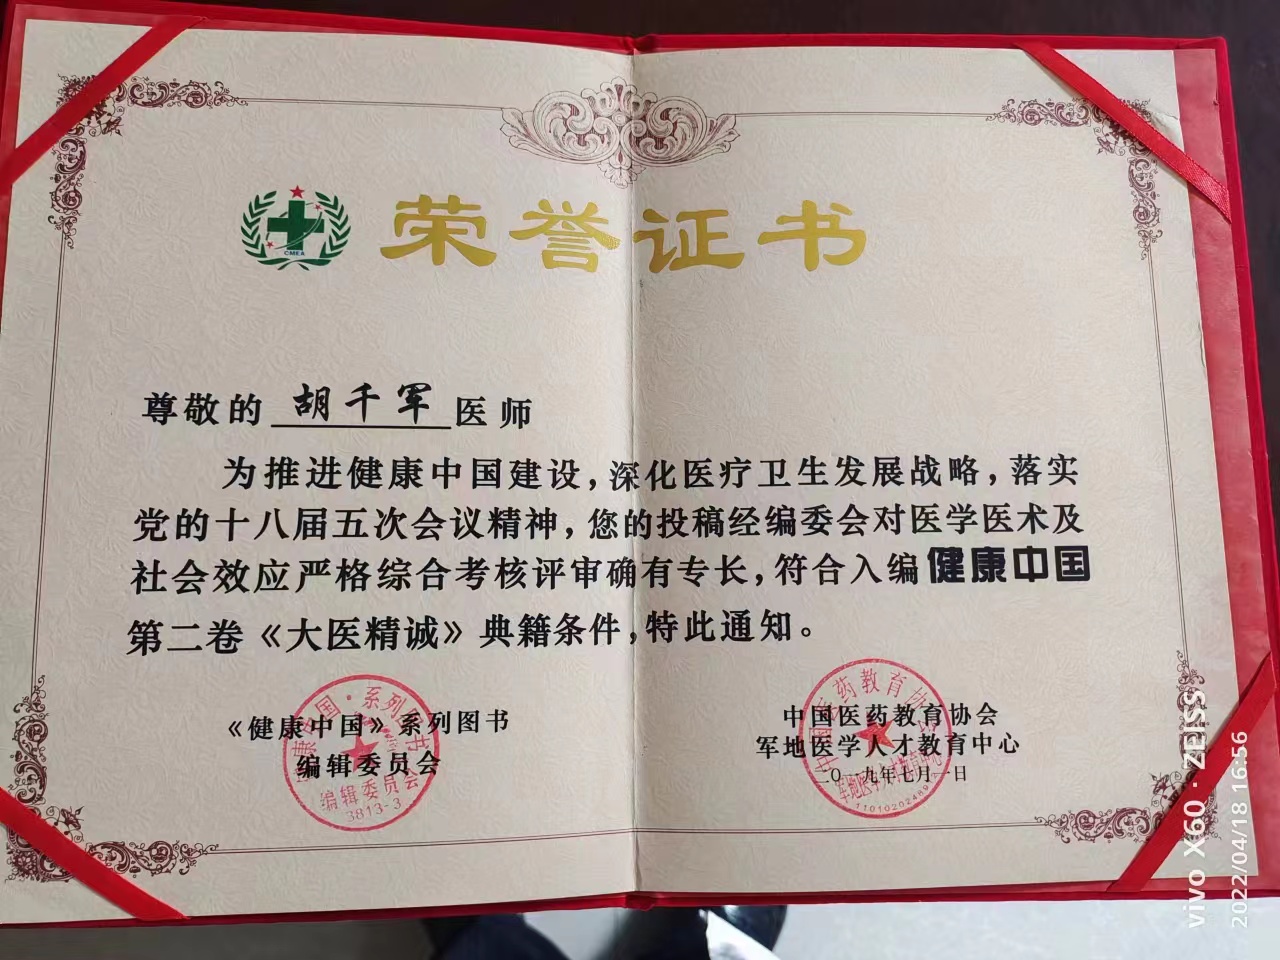 CMEA
荣誉证书
尊敬的 胡千军 医师
为推进健康中国建设，深化医疗卫生发展战略，落实
党的十八届五次会议精神，您的投稿经编委会对医学医术及
社会效应严格综合考核评审确有专长，符合入编健康中国
第二卷《大医精诚》典籍条件，特此通知。
《健康中国》系列图书
编辑委员会
编辑委员会
3813-3
中国医药教育协会
军地医学人才教育中心
二〇一九年七月一日
vivo X60 · ZEISS
2022/04/18 16:56